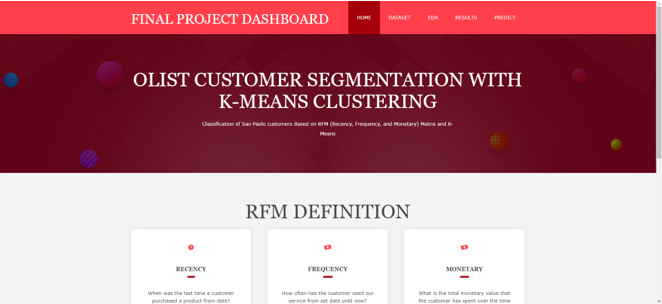 FINAL PROJECT DASHBOARD
HOME DATASET EDA RESULTS PREDICT
OLIST CUSTOMER SEGMENTATION WITH
K-MEANS CLUSTERING
Classification of Sao Paolo customers Based on RFM (Recency, Frequency, and Monetary) Matrix and K-
Means
RFM DEFINITION
RECENCY
When was the last time a customer
purchased a product from date?
FREQUENCY
How often has the customer used our
service from set date until now?
MONETARY
What is the total monetary value that
the customer has spent over the time